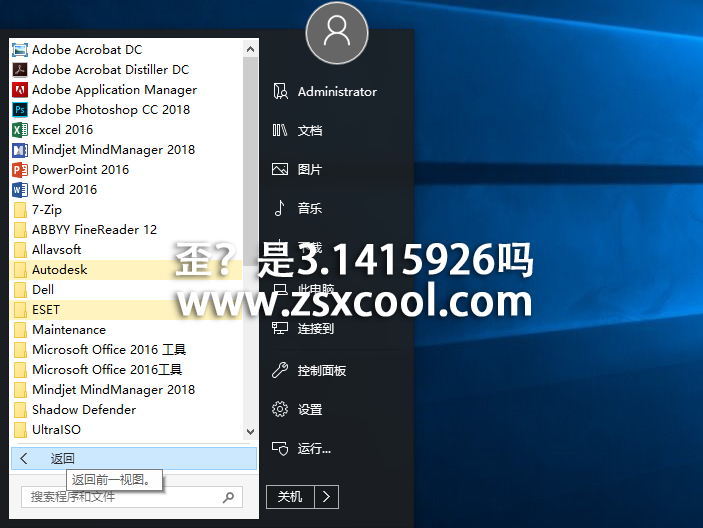 Adobe Acrobat DC
Adobe Acrobat Distiller DC
Adobe Application Manager
Adobe Photoshop CC 2018
Excel 2016
Mindjet MindManager 2018
PowerPoint 2016
Word 2016
7-Zip
ABBYY FineReader 12
Allavsoft
Autodesk
Dell
ESET
Maintenance
Microsoft Office 2016 工具
Microsoft Office 2016工具
Mindjet MindManager 2018
Shadow Defender
UltraISO
返回
返回前一视图。
搜索程序和文件
Administrator
文档
图片
音乐
下载
此电脑
连接到
控制面板
设置
运行...
关机
歪？是3.1415926吗
www.zsxcool.com